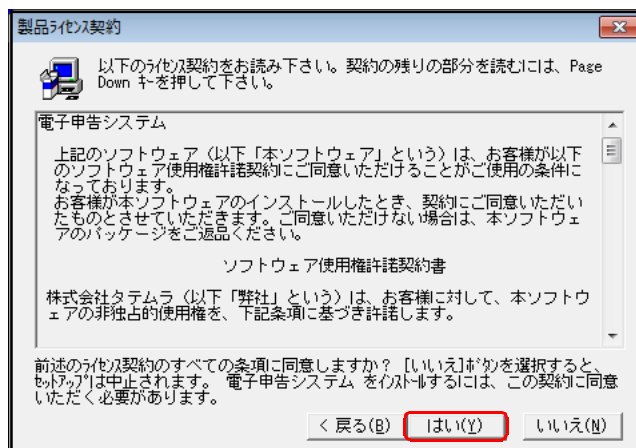 製品ﾗｲｾﾝｽ契約
以下のﾗｲｾﾝｽ契約をお読み下さい。契約の残りの部分を読むには、Page
Down ｷｰを押して下さい。
電子申告システム
上記のソフトウェア（以下「本ソフトウェア」という）は、お客様が以下
のソフトウェア使用権許諾契約にご同意いただけることがご使用の条件に
なっております。
お客様が本ソフトウェアのインストールしたとき、契約にご同意いただい
たものとさせていただきます。ご同意いただけない場合は、本ソフトウェ
アのパッケージをご返品ください。
ソフトウェア使用権許諾契約書
株式会社タテムラ（以下「弊社」という）は、お客様に対して、本ソフトウ
ェアの非独占的使用権を、下記条項に基づき許諾します。
前述のﾗｲｾﾝｽ契約のすべての条項に同意しますか？ [いいえ]ﾎﾞﾀﾝを選択すると、
ｾｯﾄｱｯﾌﾟは中止されます。 電子申告システム をｲﾝｽﾄｰﾙするには、この契約に同意
いただく必要があります。
< 戻る(B) はい(Y) いいえ(N)